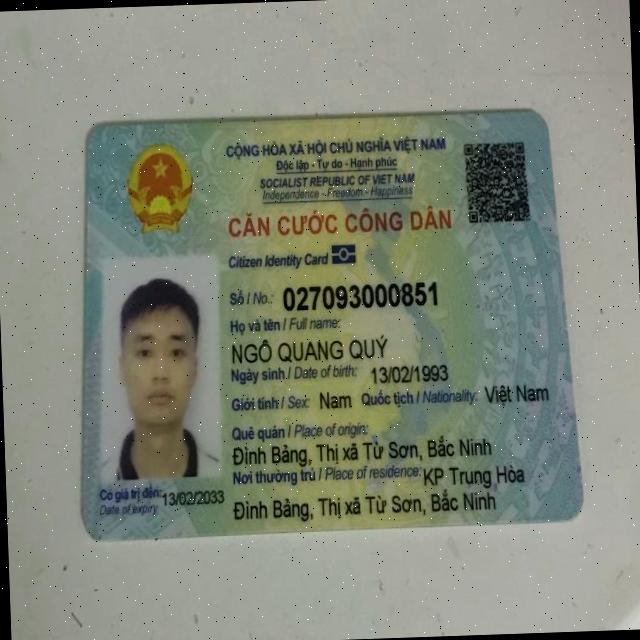 CỘNG HÒA XÃ HỘI CHỦ NGHĨA VIỆT NAM
Độc lập - Tự do - Hạnh phúc
SOCIALIST REPUBLIC OF VIET NAM
Independence - Freedom - Happiness
CĂN CƯỚC CÔNG DÂN
Citizen Identity Card
Số / No.: 027093000851
Họ và tên / Full name:
NGÔ QUANG QUÝ
Ngày sinh / Date of birth: 13/02/1993
Giới tính / Sex: Nam Quốc tịch / Nationality: Việt Nam
Quê quán / Place of origin:
Đình Bảng, Thị xã Từ Sơn, Bắc Ninh
Nơi thường trú / Place of residence: KP Trung Hòa
Đình Bảng, Thị xã Từ Sơn, Bắc Ninh
Có giá trị đến: 13/02/2033
Date of expiry